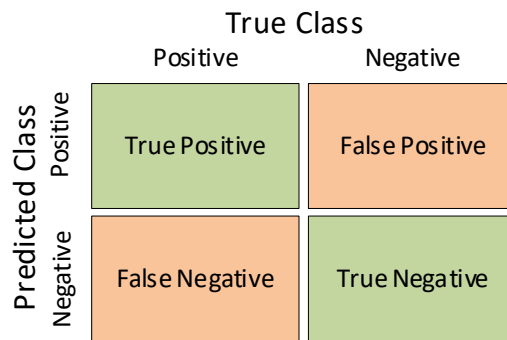 True Class
Positive Negative
Predicted Class
Positive
True Positive False Positive
Negative
False Negative True Negative